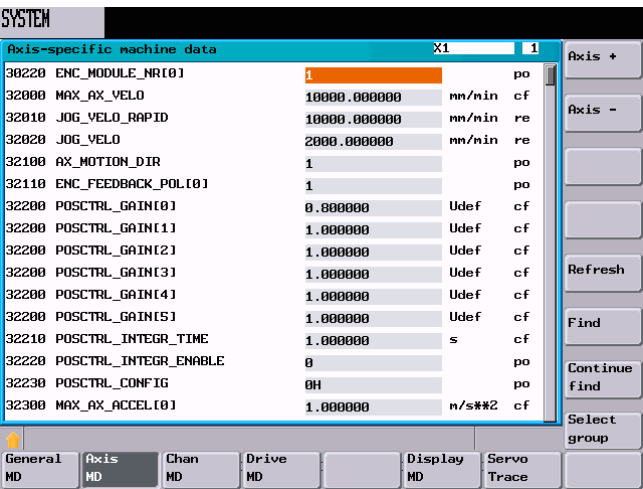 SYSTEM
Axis-specific machine data X1 1
Axis +
30220 ENC_MODULE_NR[0] 1 po
32000 MAX_AX_VELO 10000.000000 mm/min cf
Axis -
32010 JOG_VELO_RAPID 10000.000000 mm/min re
32020 JOG_VELO 2000.000000 mm/min re
32100 AX_MOTION_DIR 1 po
32110 ENC_FEEDBACK_POL[0] 1 po
32200 POSCTRL_GAIN[0] 0.800000 Udef cf
32200 POSCTRL_GAIN[1] 1.000000 Udef cf
32200 POSCTRL_GAIN[2] 1.000000 Udef cf
32200 POSCTRL_GAIN[3] 1.000000 Udef cf
Refresh
32200 POSCTRL_GAIN[4] 1.000000 Udef cf
32200 POSCTRL_GAIN[5] 1.000000 Udef cf
Find
32210 POSCTRL_INTEGR_TIME 1.000000 s cf
32220 POSCTRL_INTEGR_ENABLE 0 po
Continue
find
32230 POSCTRL_CONFIG 0H po
32300 MAX_AX_ACCEL[0] 1.000000 m/s**2 cf
Select
group
General
MD
Axis
MD
Chan
MD
Drive
MD
Display
MD
Servo
Trace